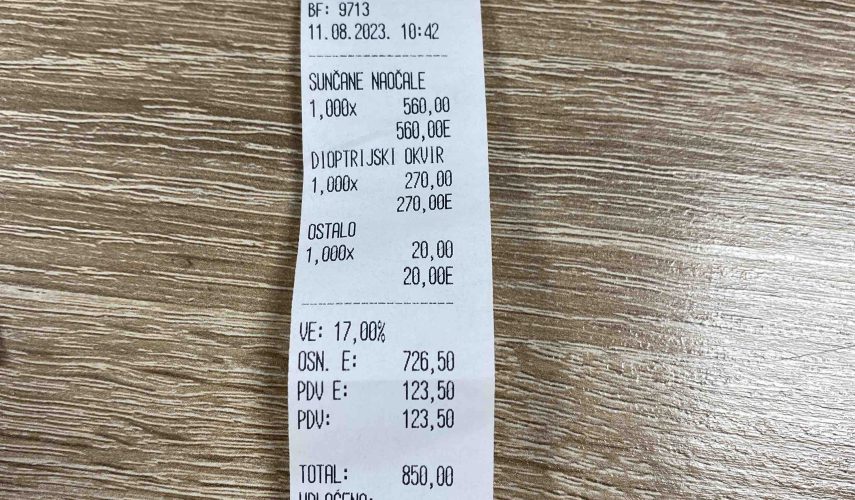 BF: 9713
11.08.2023. 10:42
SUNČANE NAOČALE
1,000x 560,00
560,00E
DIOPTRIJSKI OKVIR
1,000x 270,00
270,00E
OSTALO
1,000x 20,00
20,00E
VE: 17,00%
OSN. E: 726,50
PDV E: 123,50
PDV: 123,50
TOTAL: 850,00